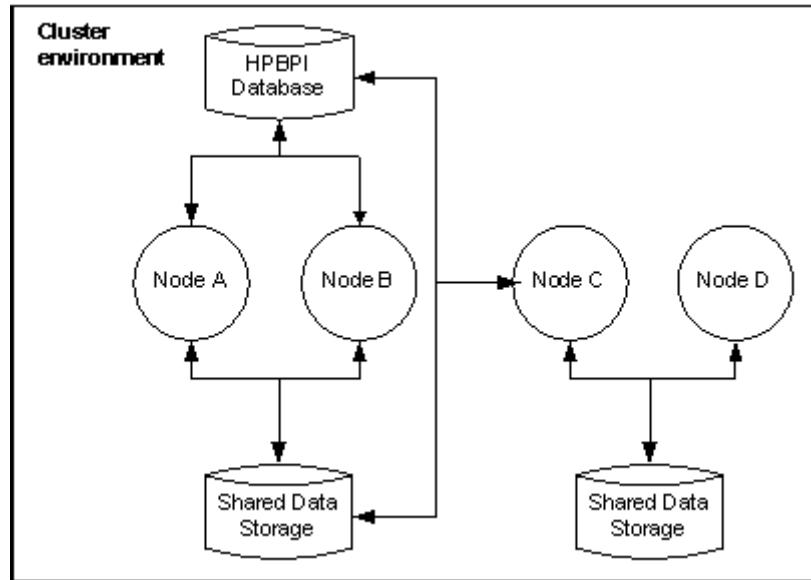 Cluster
environment
HPBPI
Database
Node A
Node B
Node C
Node D
Shared Data
Storage
Shared Data
Storage